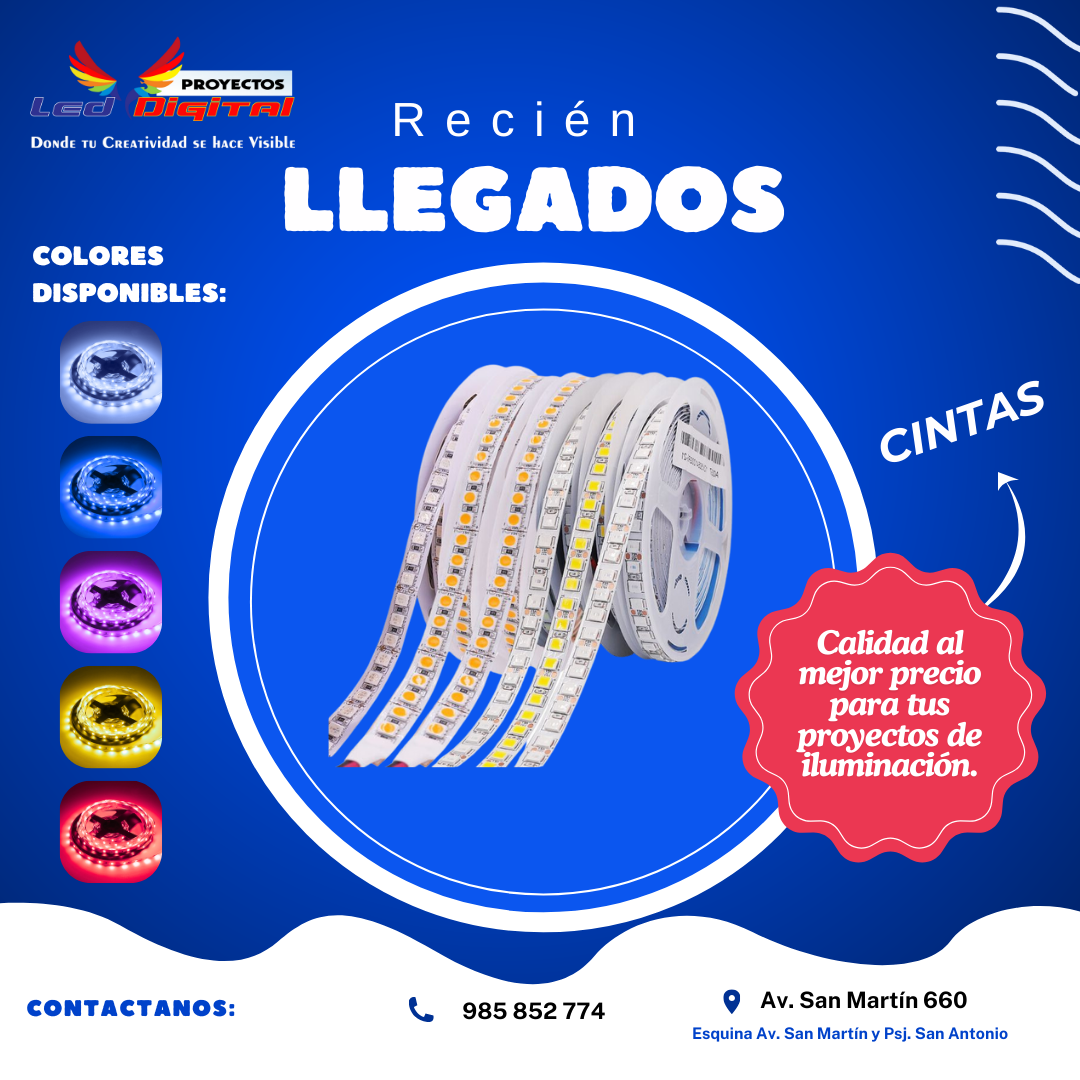 PROYECTOS
Led Digital
Donde tu Creatividad se hace Visible
Recién
LLEGADOS
COLORES
DISPONIBLES:
CINTAS
Calidad al
mejor precio
para tus
proyectos de
iluminación.
CONTACTANOS:
985 852 774
Av. San Martín 660
Esquina Av. San Martín y Psj. San Antonio